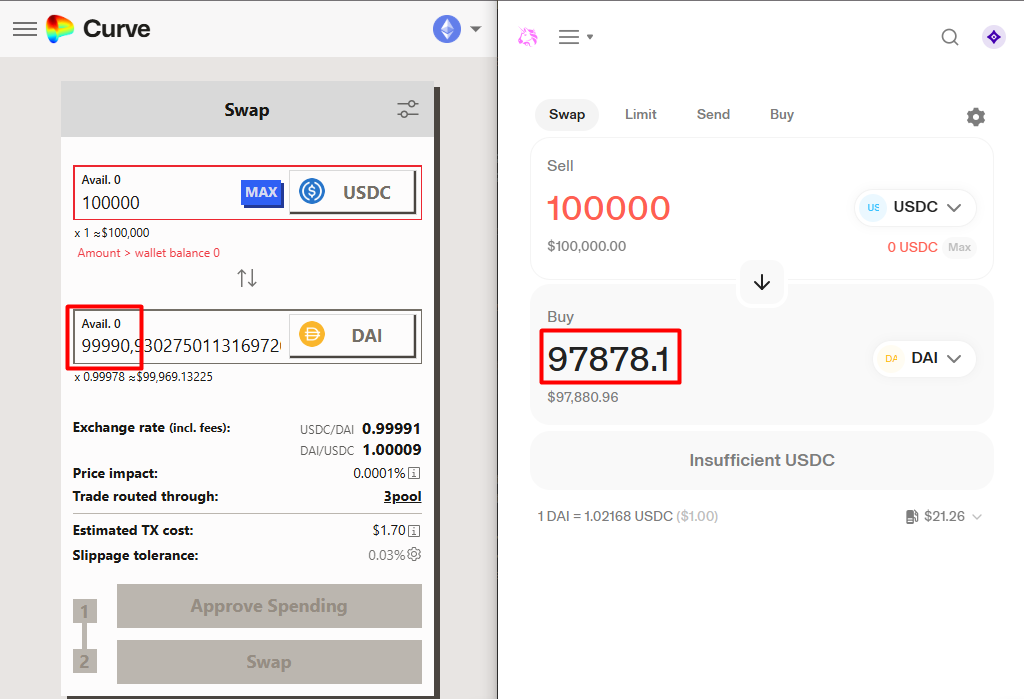 Curve
Swap
Avail. 0
100000
MAX
USDC
x 1 ≈$100,000
Amount > wallet balance 0
Avail. 0
99990,930275011316972
DAI
x 0.99978 ≈$99,969.13225
Exchange rate (incl. fees):
USDC/DAI 0.99991
DAI/USDC 1.00009
Price impact: 0.0001%
Trade routed through: 3pool
Estimated TX cost: $1.70
Slippage tolerance: 0.03%
1
Approve Spending
2
Swap
Swap Limit Send Buy
Sell
100000
US USDC
$100,000.00
0 USDC Max
Buy
97878.1
DA DAI
$97,880.96
Insufficient USDC
1 DAI = 1.02168 USDC ($1.00)
$21.26